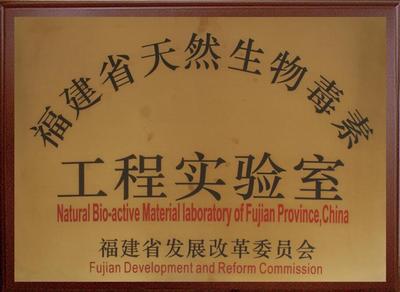 福建省天然生物毒素
工程实验室
Natural Bio-active Material laboratory of Fujian Province,China
福建省发展改革委员会
Fujian Development and Reform Commission